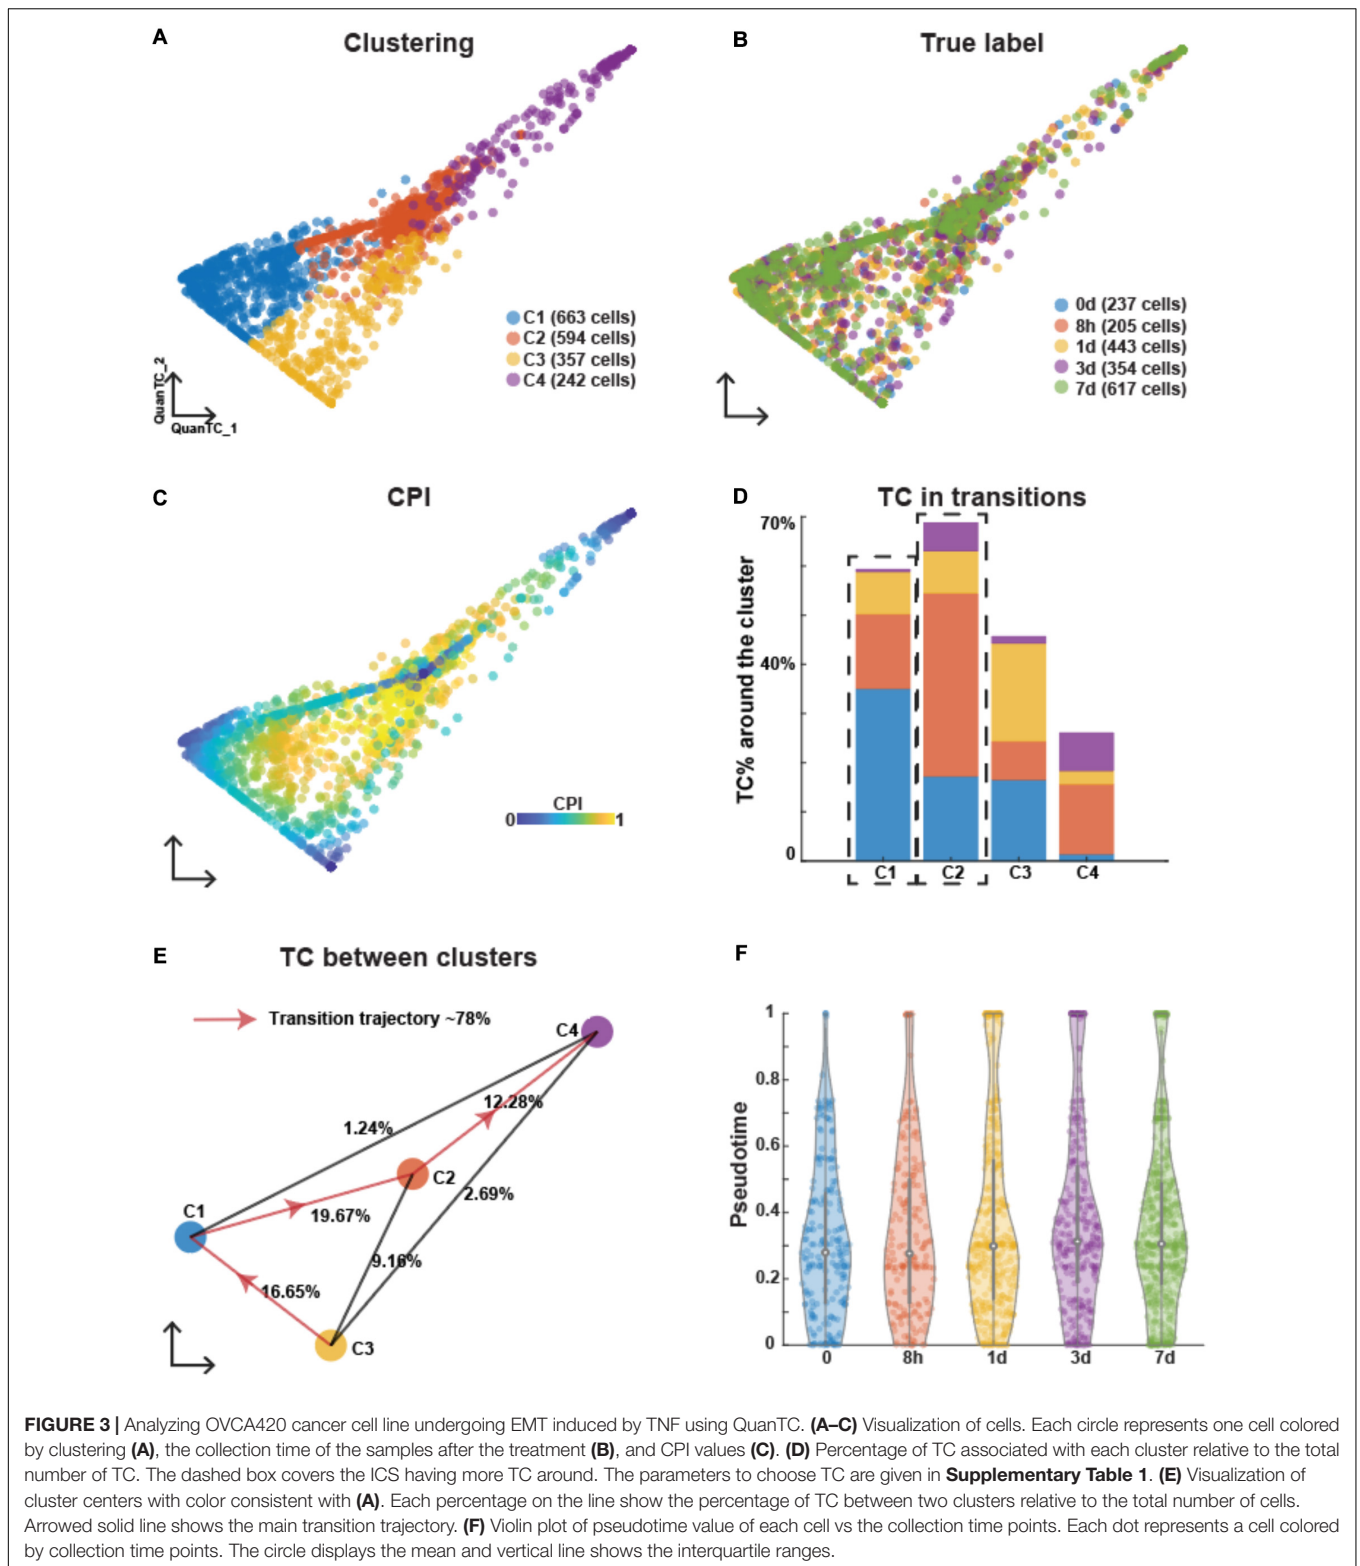 A
Clustering
C1 (663 cells)
C2 (594 cells)
C3 (357 cells)
C4 (242 cells)
QuanTC_2
QuanTC_1
B
True label
0d (237 cells)
8h (205 cells)
1d (443 cells)
3d (354 cells)
7d (617 cells)
C
CPI
CPI
0
1
D
TC in transitions
TC% around the cluster
70%
40%
0
C1
C2
C3
C4
E
TC between clusters
Transition trajectory ~78%
C4
12.28%
1.24%
C2
2.69%
C1
19.67%
9.16%
16.65%
C3
F
Pseudotime
1
0.8
0.6
0.4
0.2
0
0
8h
1d
3d
7d
FIGURE 3 | Analyzing OVCA420 cancer cell line undergoing EMT induced by TNF using QuanTC. (A–C) Visualization of cells. Each circle represents one cell colored
by clustering (A), the collection time of the samples after the treatment (B), and CPI values (C). (D) Percentage of TC associated with each cluster relative to the total
number of TC. The dashed box covers the ICS having more TC around. The parameters to choose TC are given in Supplementary Table 1. (E) Visualization of
cluster centers with color consistent with (A). Each percentage on the line show the percentage of TC between two clusters relative to the total number of cells.
Arrowed solid line shows the main transition trajectory. (F) Violin plot of pseudotime value of each cell vs the collection time points. Each dot represents a cell colored
by collection time points. The circle displays the mean and vertical line shows the interquartile ranges.